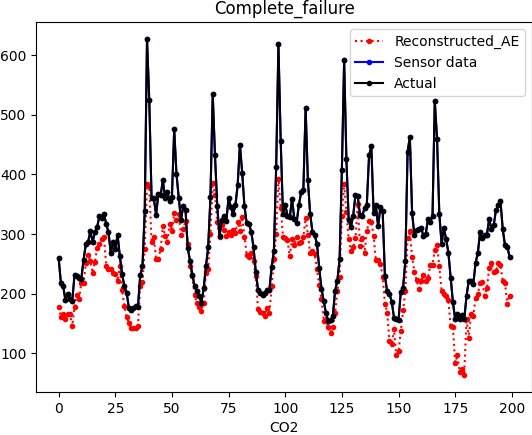 Complete_failure
Reconstructed_AE
Sensor data
Actual
600
500
400
300
200
100
0 25 50 75 100 125 150 175 200
CO2